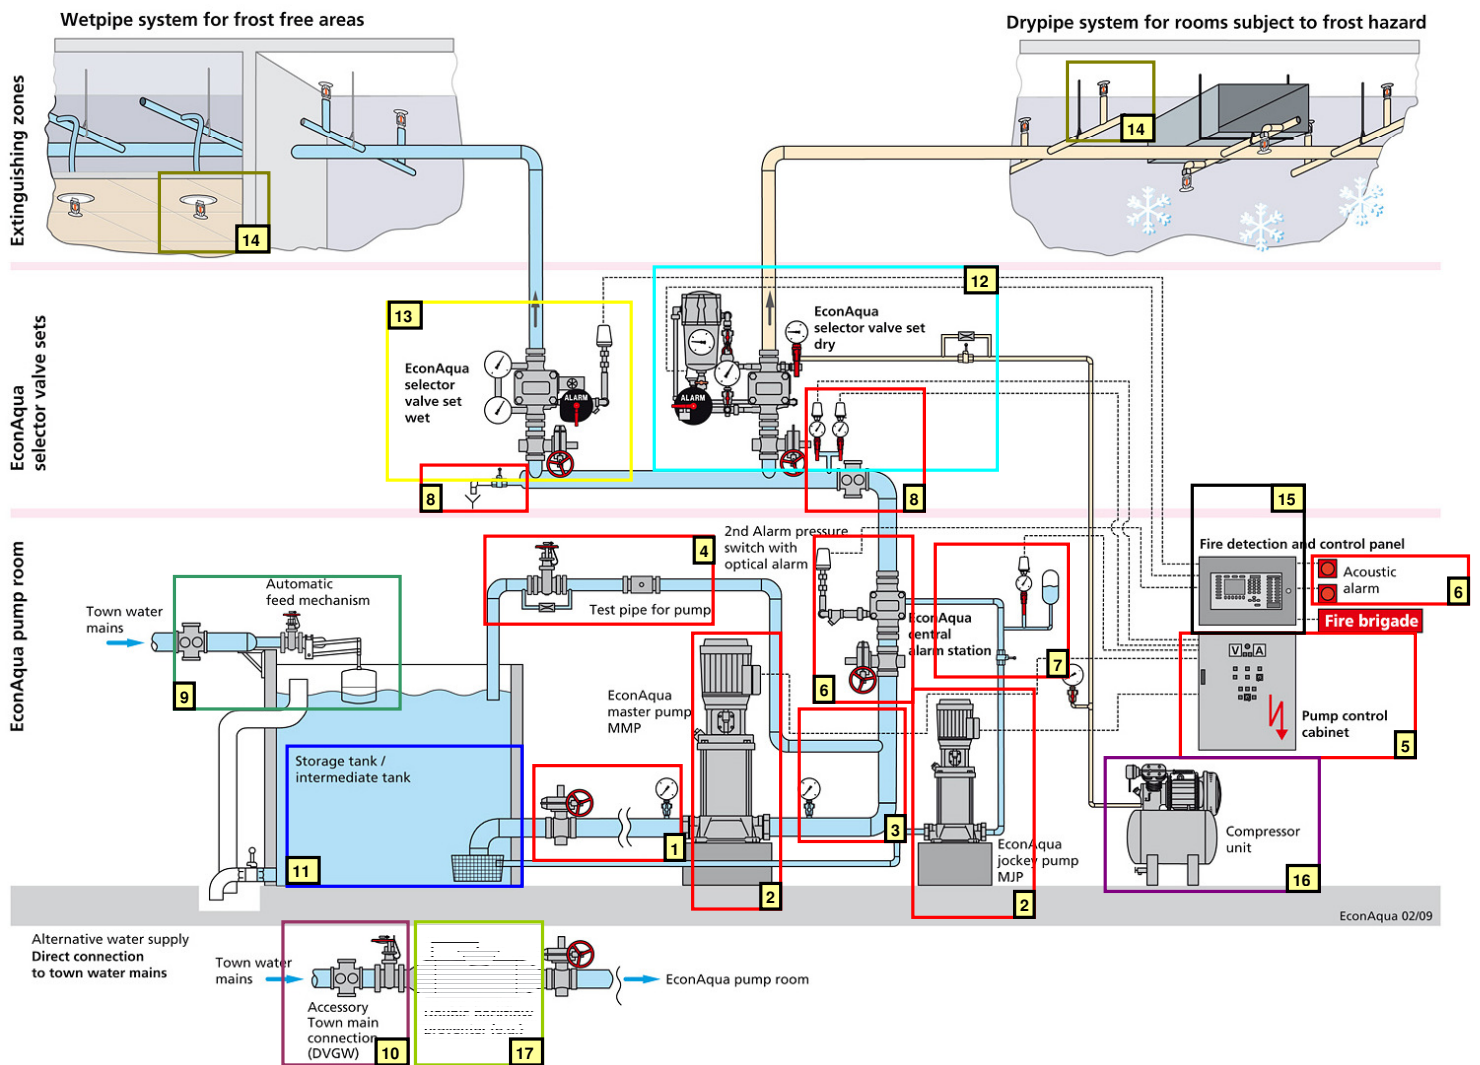 Wetpipe system for frost free areas
Drypipe system for rooms subject to frost hazard
Extinguishing zones
14
14
12
13
EconAqua
selector valve set
dry
EconAqua
selector
valve set
wet
ALARM
ALARM
EconAqua
selector valve sets
8
8
15
2nd Alarm pressure
switch with
optical alarm
4
Fire detection and control panel
Acoustic
alarm
6
Automatic
feed mechanism
Test pipe for pump
Town water
mains
EconAqua
central
alarm station
Fire brigade
V A
7
6
9
EconAqua pump room
EconAqua
master pump
MMP
Pump control
cabinet
5
Storage tank /
intermediate tank
3
1
Compressor
unit
EconAqua
jockey pump
MJP
11
16
2
2
EconAqua 02/09
Alternative water supply
Direct connection
to town water mains
Town water
mains
EconAqua pump room
Accessory
Town main
connection
(DVGW)
10
17